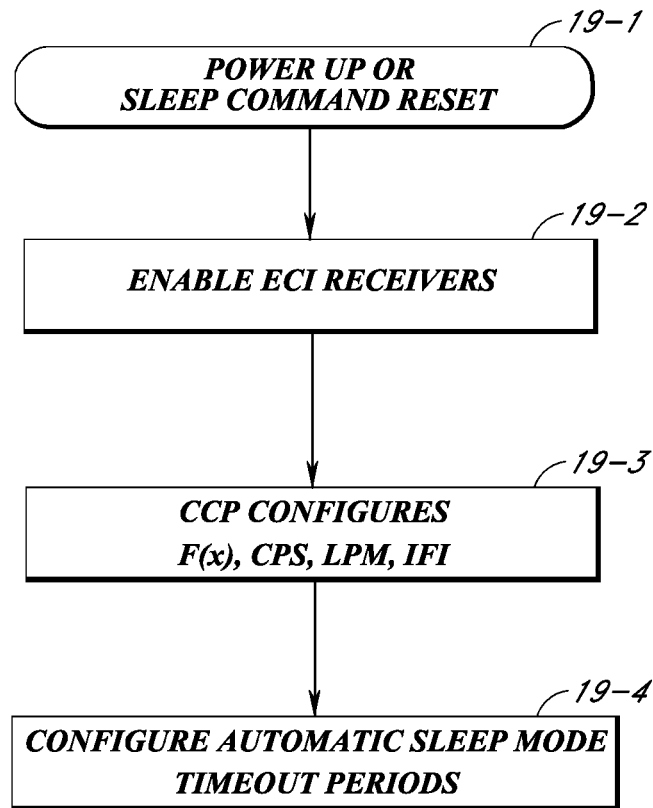 19-1
POWER UP OR
SLEEP COMMAND RESET
19-2
ENABLE ECI RECEIVERS
19-3
CCP CONFIGURES
F(x), CPS, LPM, IFI
19-4
CONFIGURE AUTOMATIC SLEEP MODE
TIMEOUT PERIODS